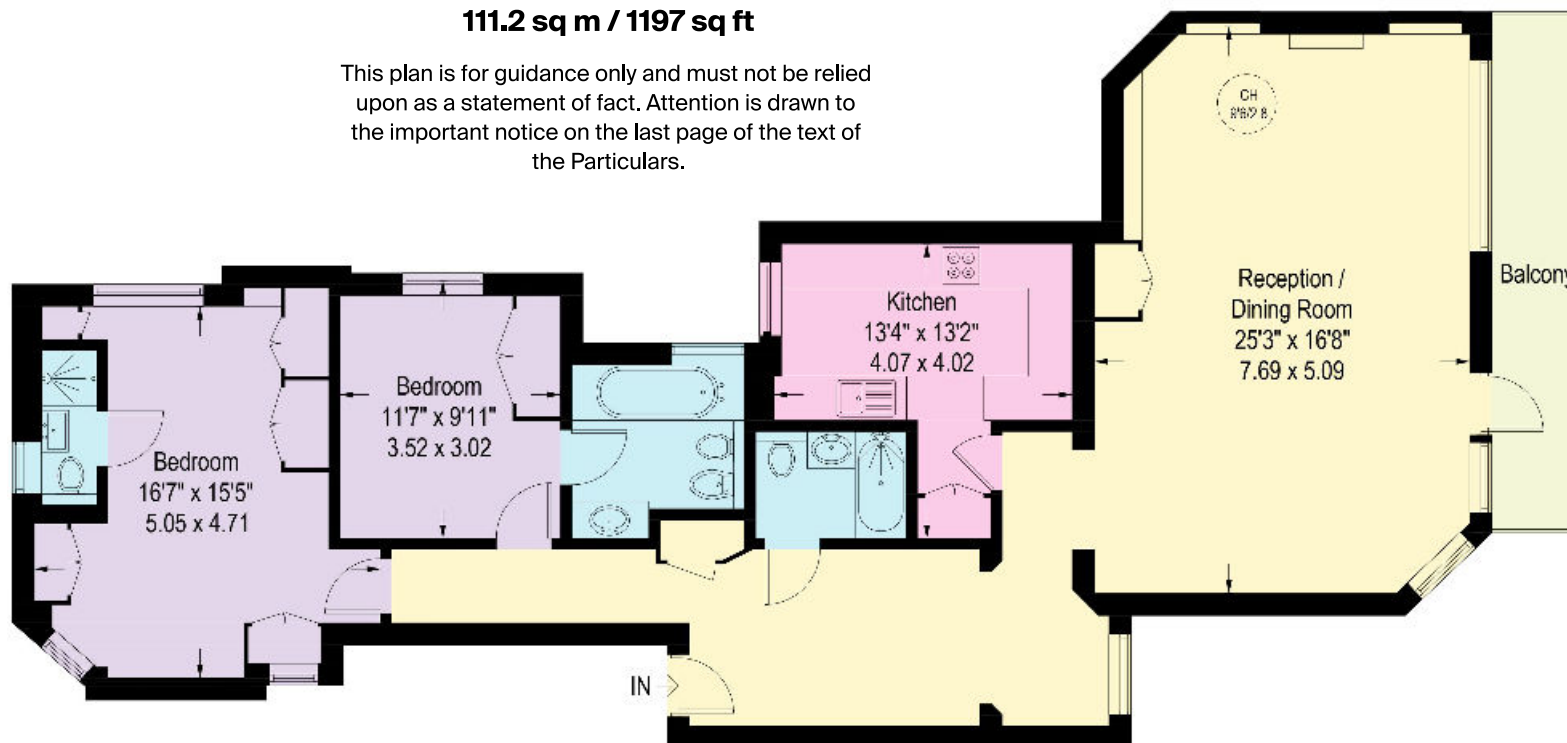 111.2 sq m / 1197 sq ft
This plan is for guidance only and must not be relied
upon as a statement of fact. Attention is drawn to
the important notice on the last page of the text of
the Particulars.
CH
9'6/2.8
Reception /
Dining Room
25'3" x 16'8"
7.69 x 5.09
Balcony
Kitchen
13'4" x 13'2"
4.07 x 4.02
Bedroom
11'7" x 9'11"
3.52 x 3.02
Bedroom
16'7" x 15'5"
5.05 x 4.71
IN